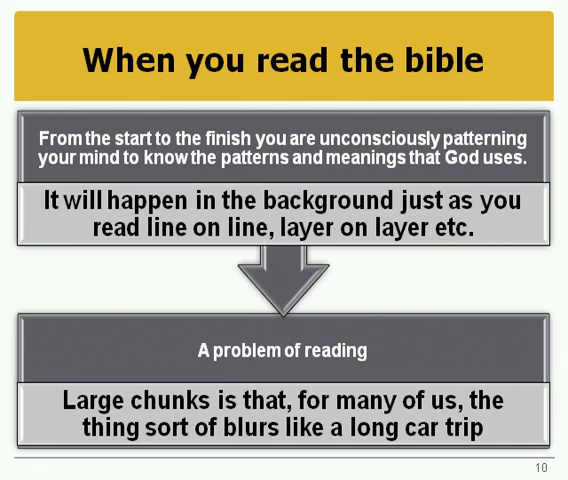 When you read the bible
From the start to the finish you are unconsciously patterning
your mind to know the patterns and meanings that God uses.
It will happen in the background just as you
read line on line, layer on layer etc.
A problem of reading
Large chunks is that, for many of us, the
thing sort of blurs like a long car trip
10